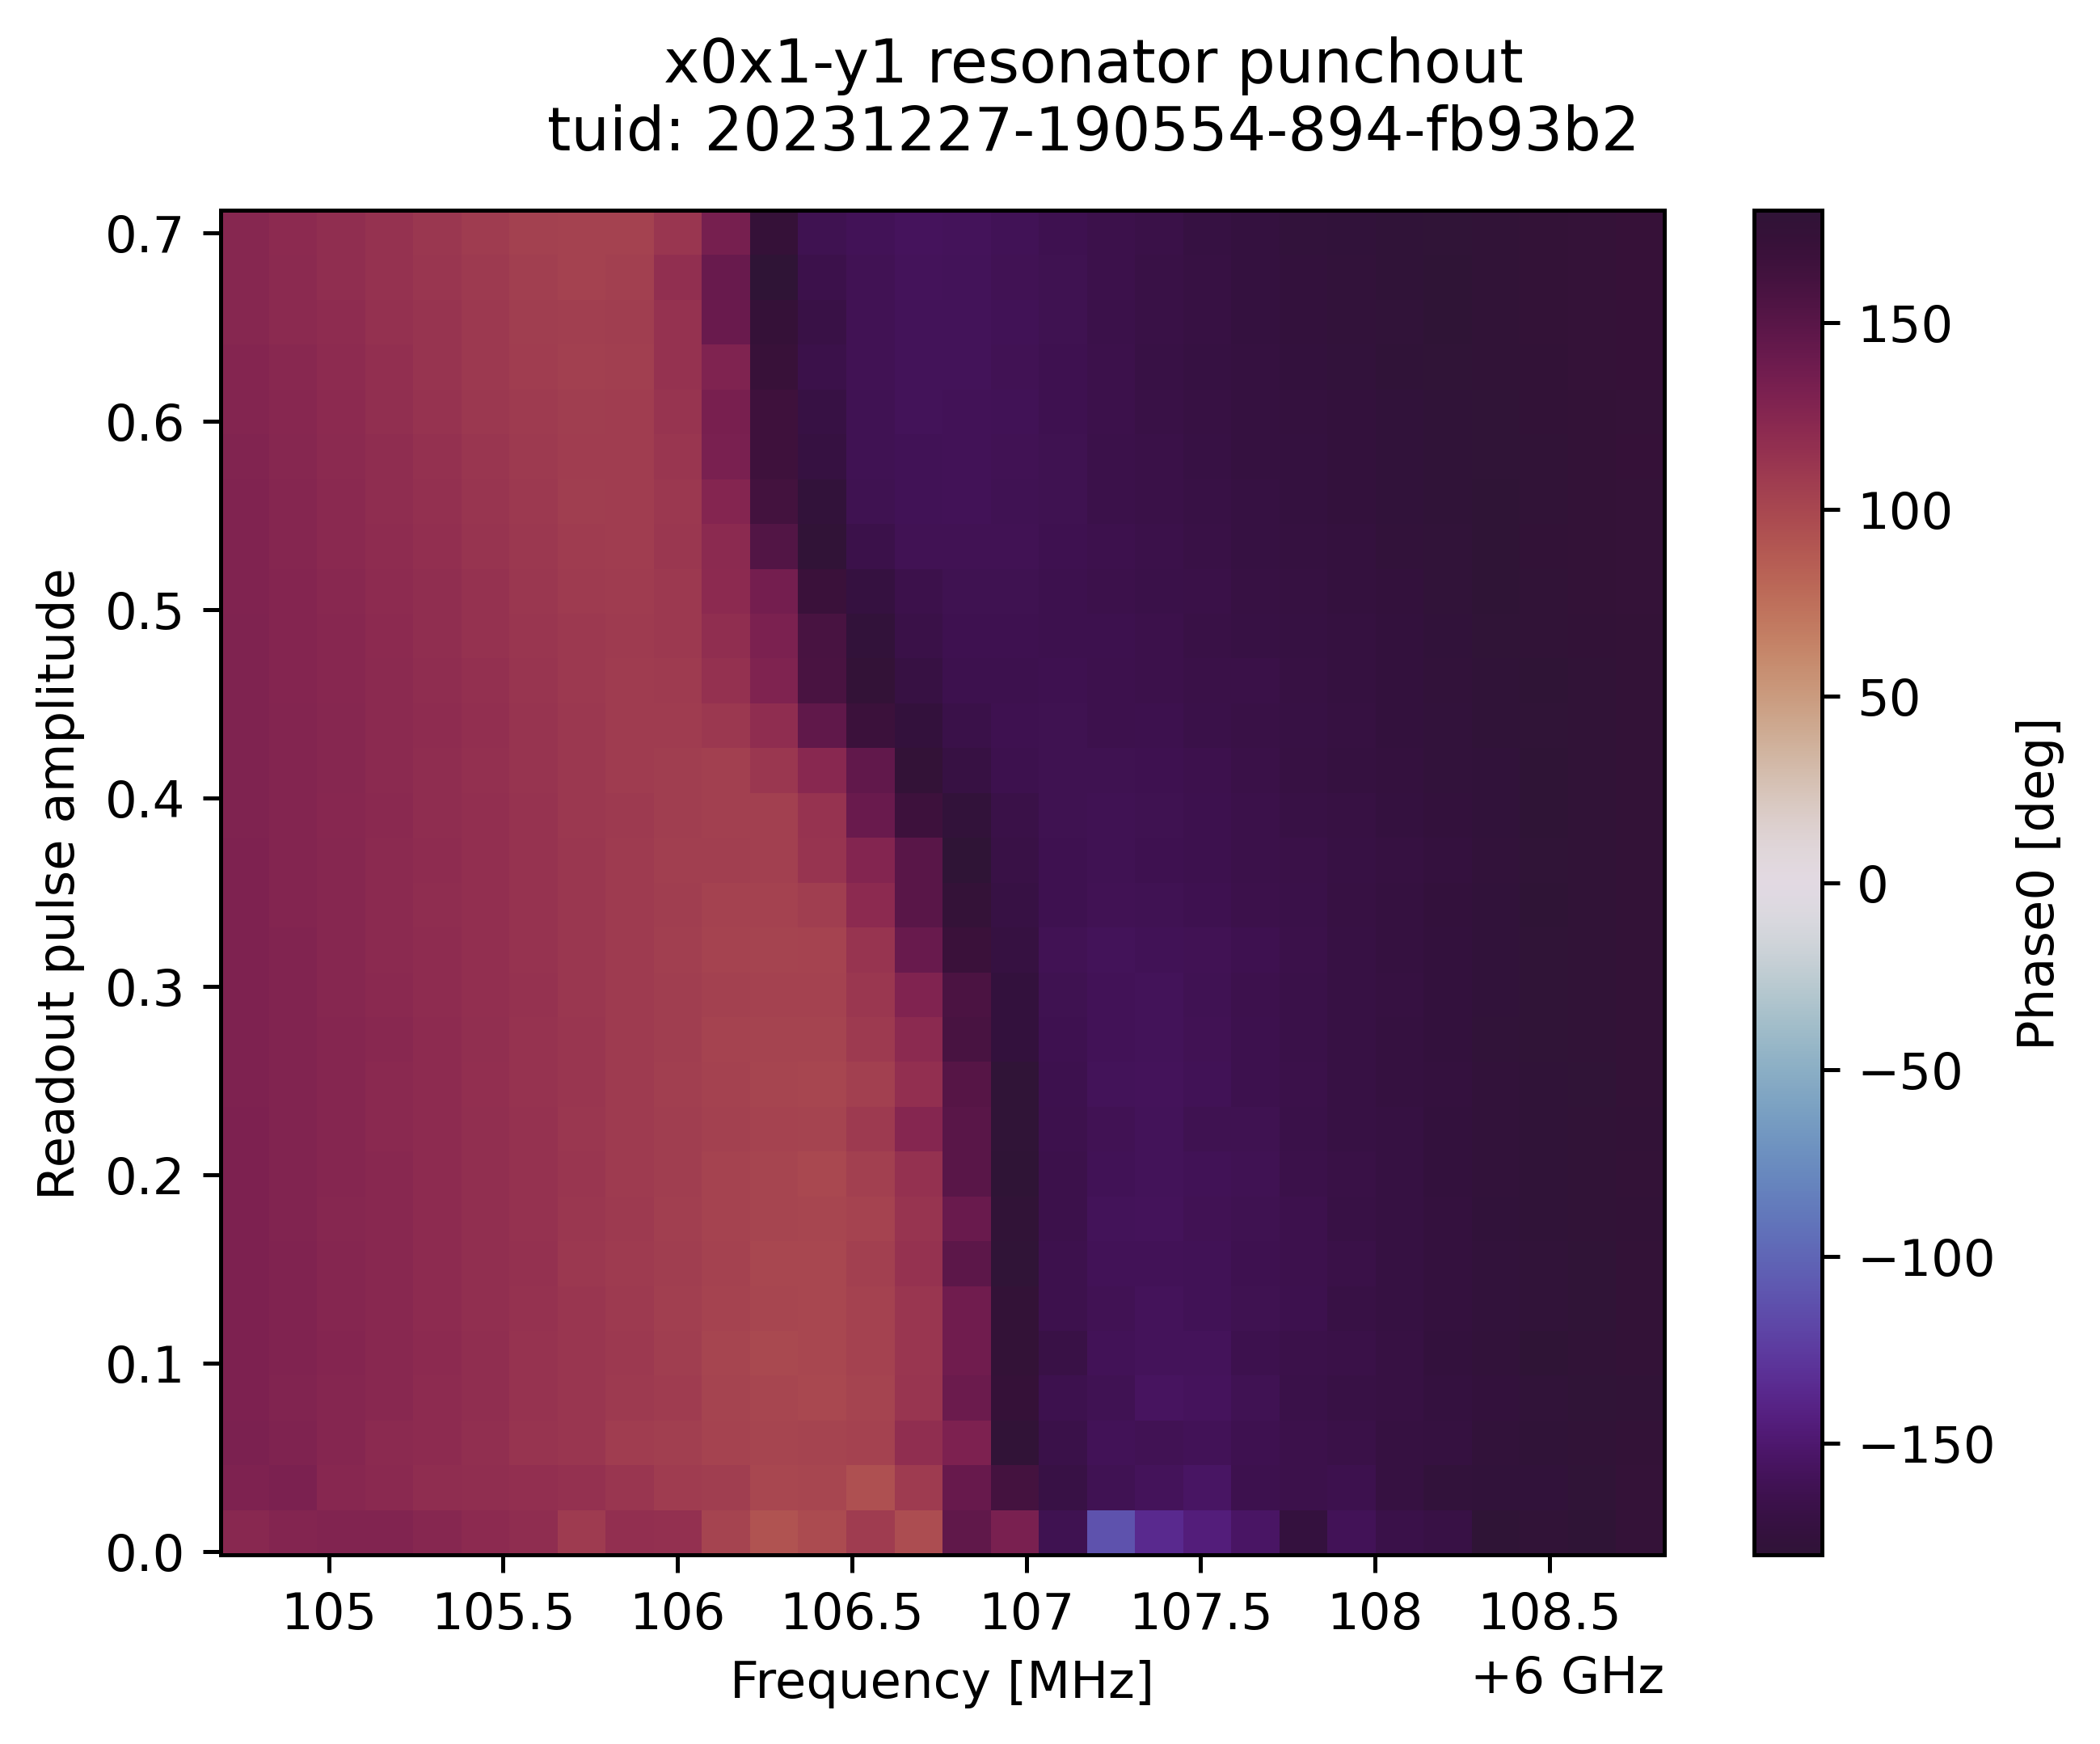 x0x1-y1 resonator punchout
tuid: 20231227-190554-894-fb93b2
0.7
0.6
0.5
0.4
0.3
0.2
0.1
0.0
Readout pulse amplitude
105 105.5 106 106.5 107 107.5 108 108.5
Frequency [MHz]
+6 GHz
150
100
50
0
−50
−100
−150
Phase0 [deg]